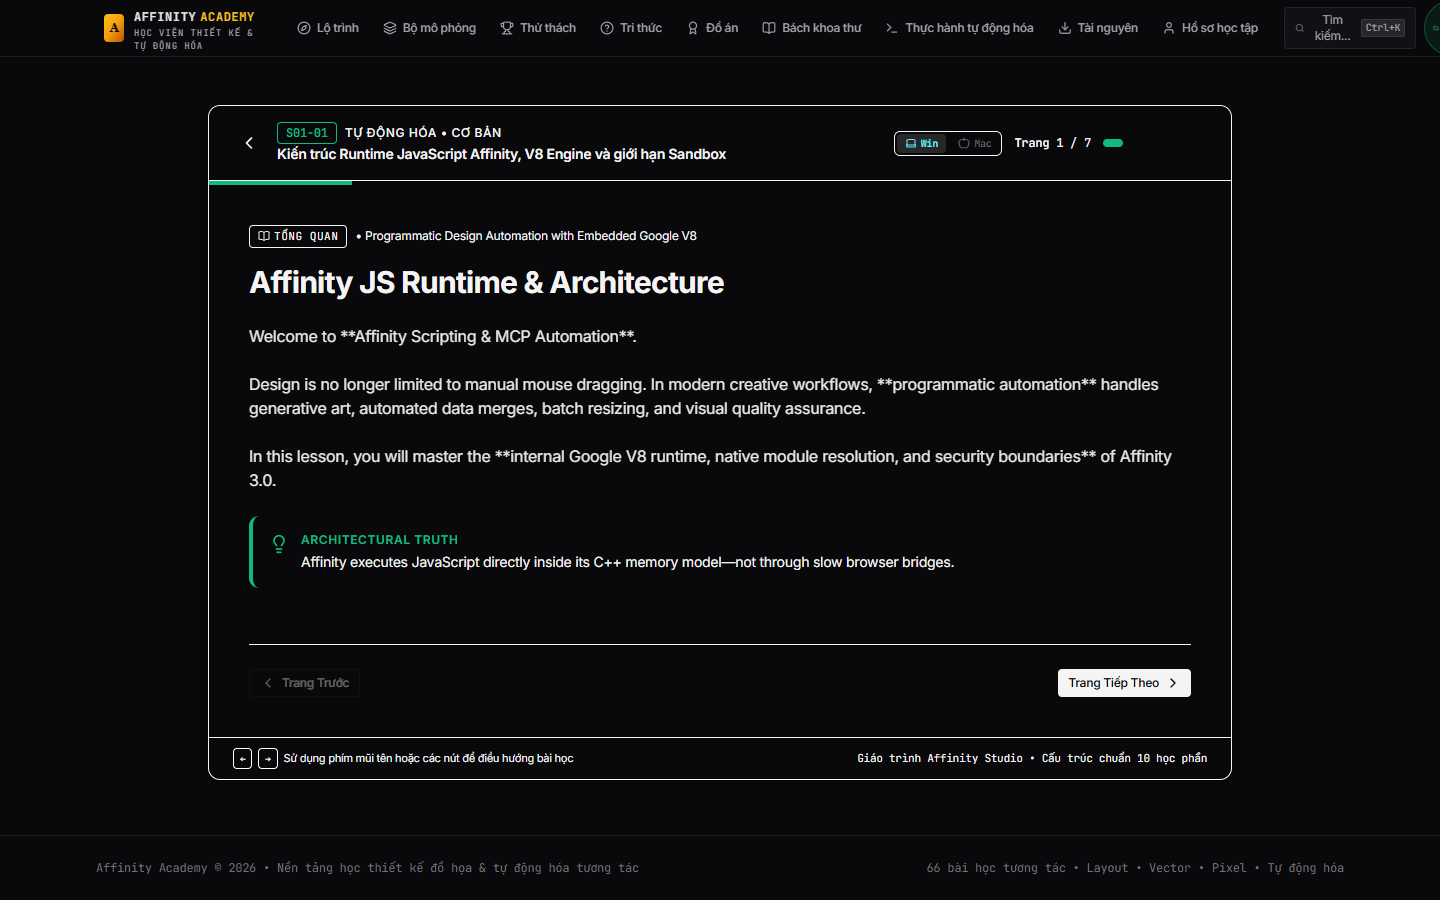 A
AFFINITY ACADEMY
HỌC VIỆN THIẾT KẾ &
TỰ ĐỘNG HÓA
Lộ trình
Bộ mô phỏng
Thử thách
Tri thức
Đồ án
Bách khoa thư
Thực hành tự động hóa
Tài nguyên
Hồ sơ học tập
Tìm
kiếm...
Ctrl+K
S01-01
TỰ ĐỘNG HÓA • CƠ BẢN
Kiến trúc Runtime JavaScript Affinity, V8 Engine và giới hạn Sandbox
Win
Mac
Trang 1 / 7
TỔNG QUAN
• Programmatic Design Automation with Embedded Google V8
Affinity JS Runtime & Architecture
Welcome to **Affinity Scripting & MCP Automation**.
Design is no longer limited to manual mouse dragging. In modern creative workflows, **programmatic automation** handles
generative art, automated data merges, batch resizing, and visual quality assurance.
In this lesson, you will master the **internal Google V8 runtime, native module resolution, and security boundaries** of Affinity
3.0.
ARCHITECTURAL TRUTH
Affinity executes JavaScript directly inside its C++ memory model—not through slow browser bridges.
Trang Trước
Trang Tiếp Theo
← → Sử dụng phím mũi tên hoặc các nút để điều hướng bài học
Giáo trình Affinity Studio • Cấu trúc chuẩn 10 học phần
Affinity Academy © 2026 • Nền tảng học thiết kế đồ họa & tự động hóa tương tác
66 bài học tương tác • Layout • Vector • Pixel • Tự động hóa